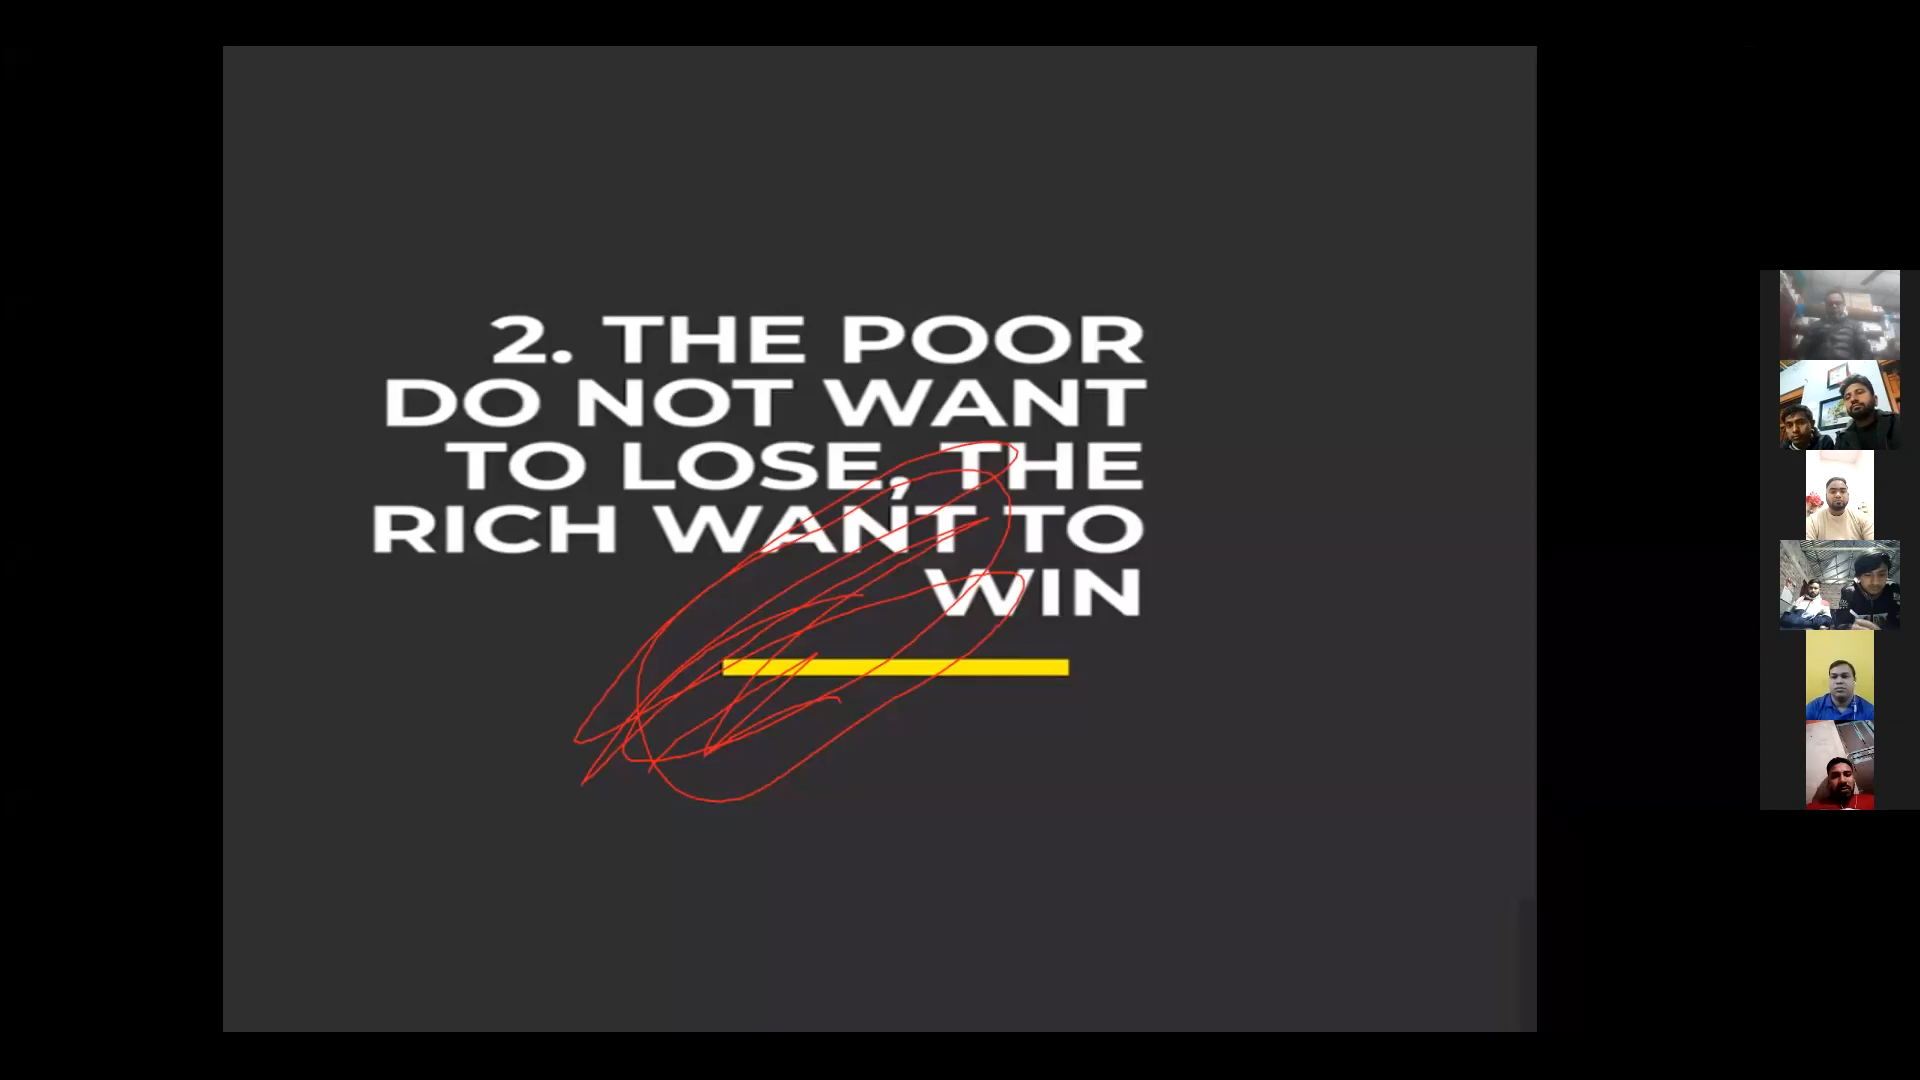 2. THE POOR
DO NOT WANT
TO LOSE, THE
RICH WANT TO
WIN